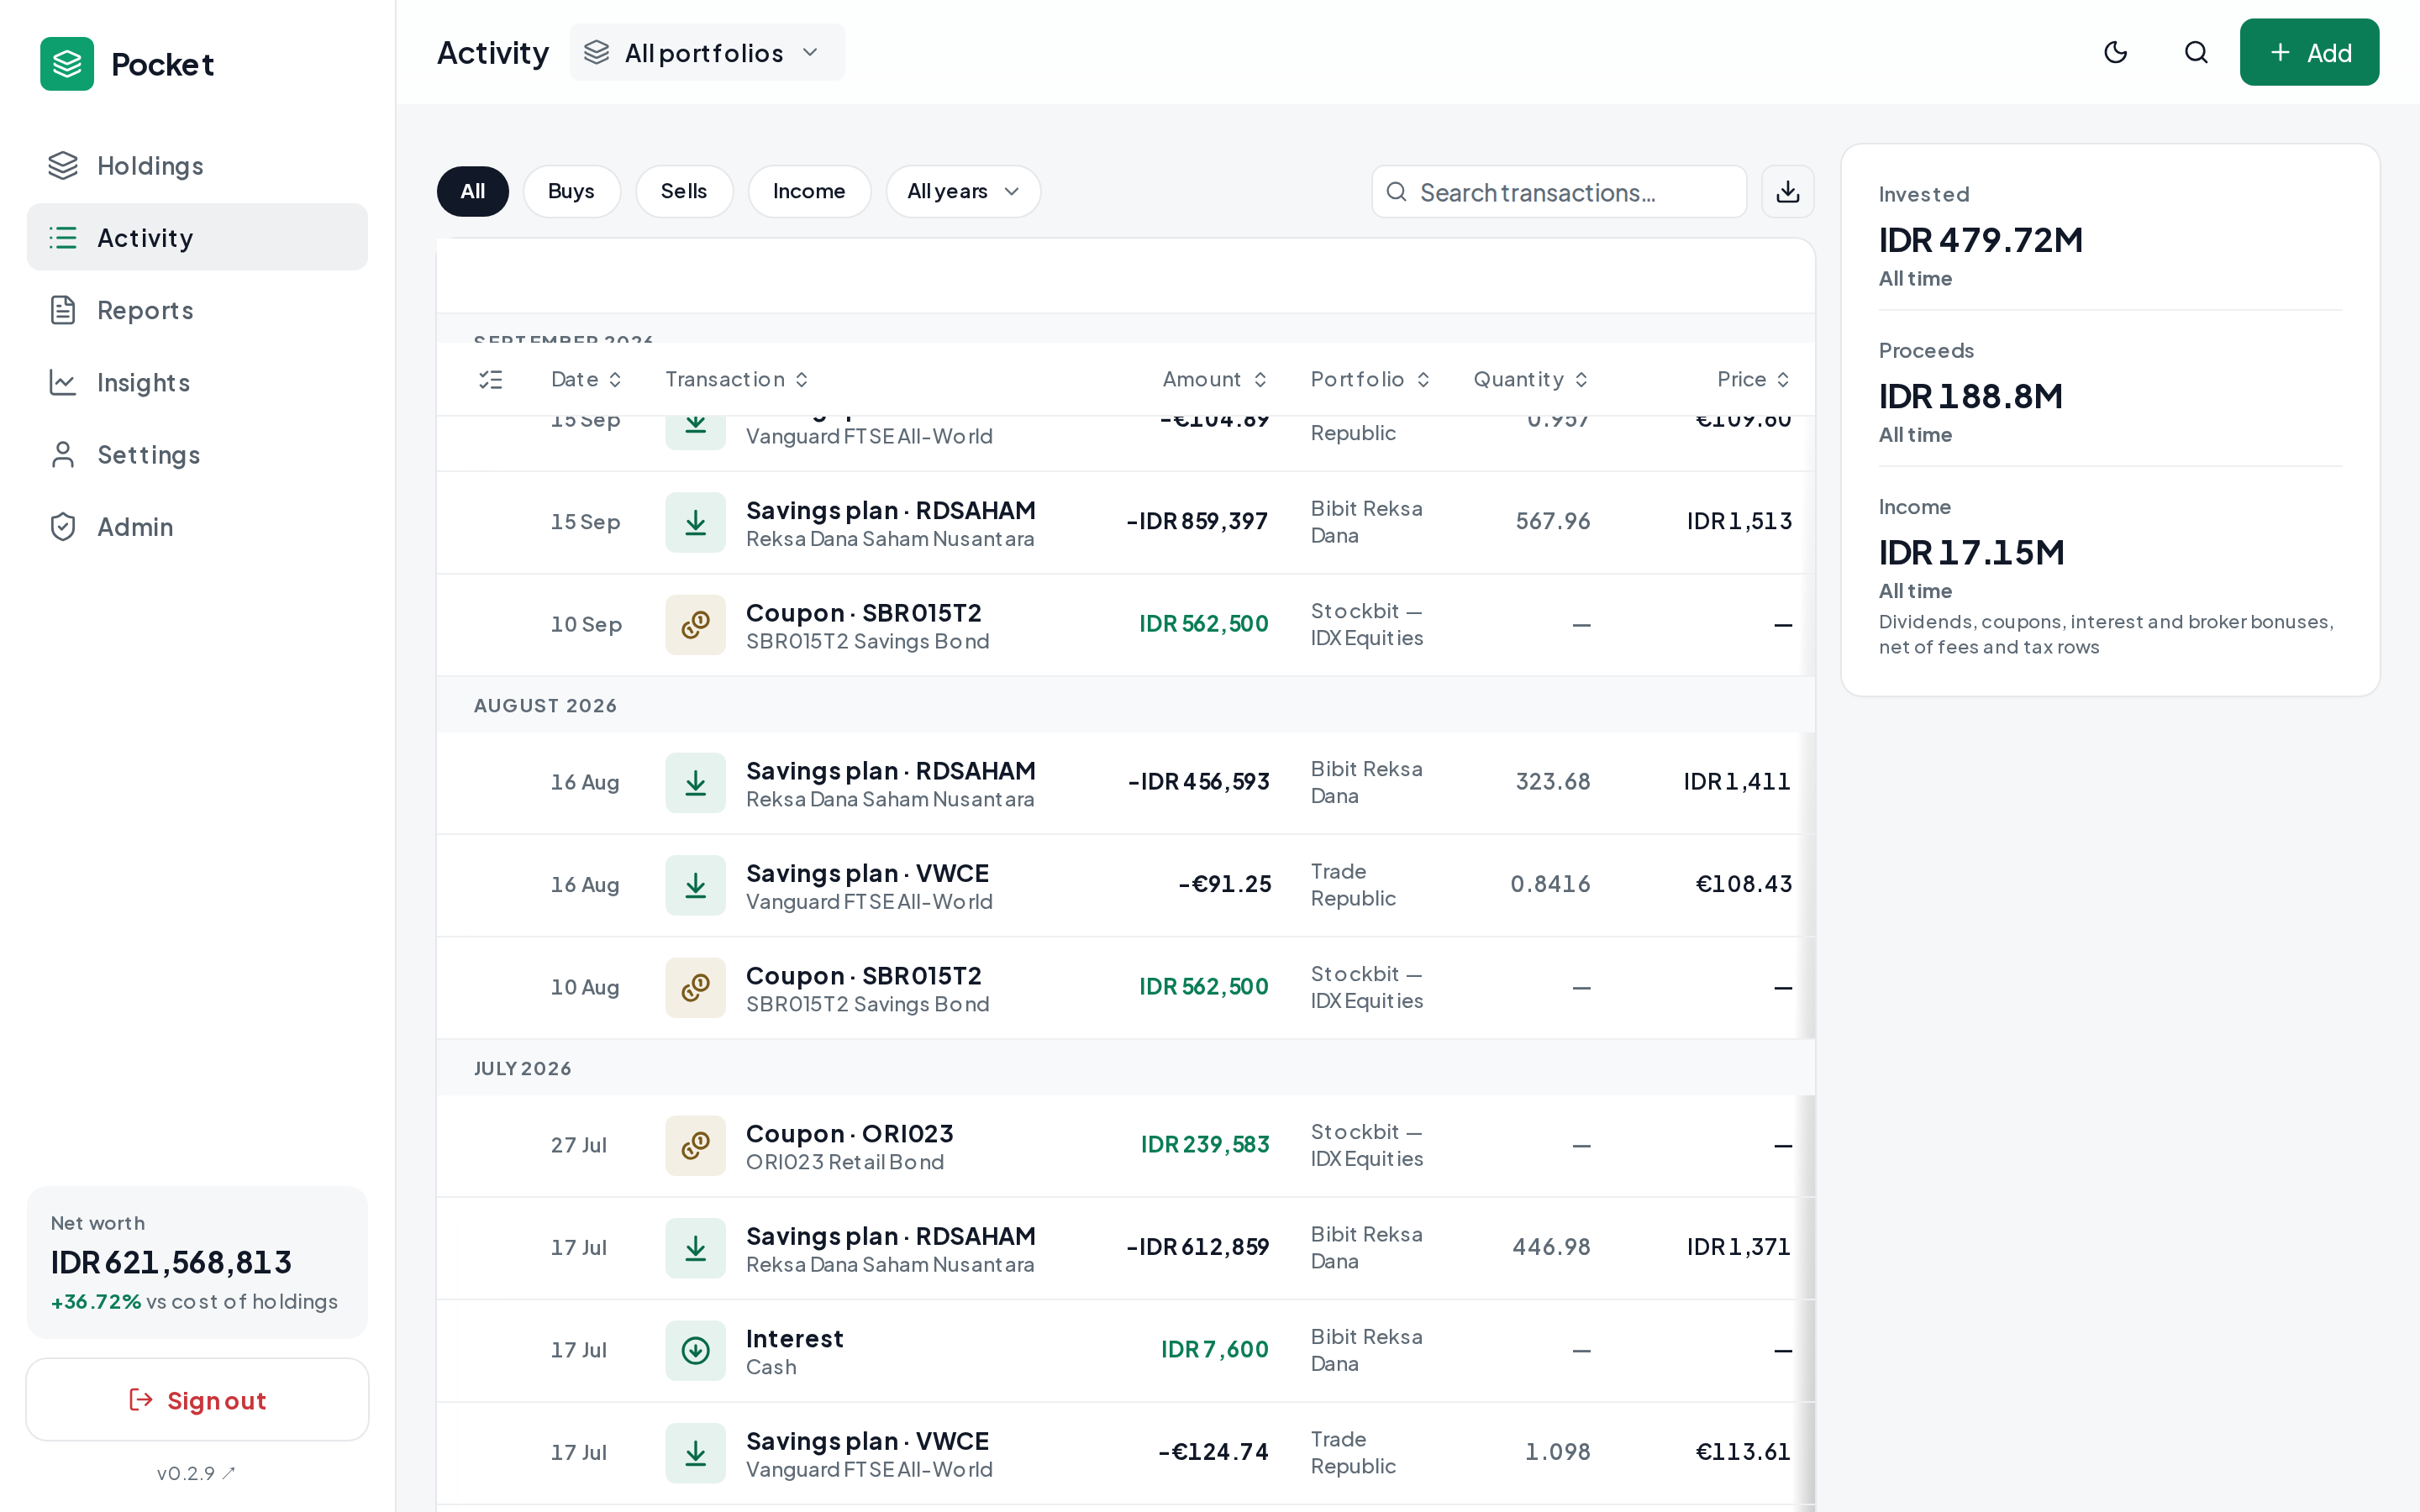 Pocket
Holdings
Activity
Reports
Insights
Settings
Admin
Net worth
IDR 621,568,813
+36.72% vs cost of holdings
Sign out
v0.2.9 ↗
Activity
All portfolios
Add
All
Buys
Sells
Income
All years
Search transactions...
SEPTEMBER 2026
Date
Transaction
Amount
Portfolio
Quantity
Price
15 Sep
Vanguard FTSE All-World
-€104.89
Republic
0.957
€109.60
15 Sep
Savings plan · RDSAHAM
Reksa Dana Saham Nusantara
-IDR 859,397
Bibit Reksa
Dana
567.96
IDR 1,513
10 Sep
Coupon · SBR015T2
SBR015T2 Savings Bond
IDR 562,500
Stockbit —
IDX Equities
—
—
AUGUST 2026
16 Aug
Savings plan · RDSAHAM
Reksa Dana Saham Nusantara
-IDR 456,593
Bibit Reksa
Dana
323.68
IDR 1,411
16 Aug
Savings plan · VWCE
Vanguard FTSE All-World
-€91.25
Trade
Republic
0.8416
€108.43
10 Aug
Coupon · SBR015T2
SBR015T2 Savings Bond
IDR 562,500
Stockbit —
IDX Equities
—
—
JULY 2026
27 Jul
Coupon · ORI023
ORI023 Retail Bond
IDR 239,583
Stockbit —
IDX Equities
—
—
17 Jul
Savings plan · RDSAHAM
Reksa Dana Saham Nusantara
-IDR 612,859
Bibit Reksa
Dana
446.98
IDR 1,371
17 Jul
Interest
Cash
IDR 7,600
Bibit Reksa
Dana
—
—
17 Jul
Savings plan · VWCE
Vanguard FTSE All-World
-€124.74
Trade
Republic
1.098
€113.61
Invested
IDR 479.72M
All time
Proceeds
IDR 188.8M
All time
Income
IDR 17.15M
All time
Dividends, coupons, interest and broker bonuses,
net of fees and tax rows